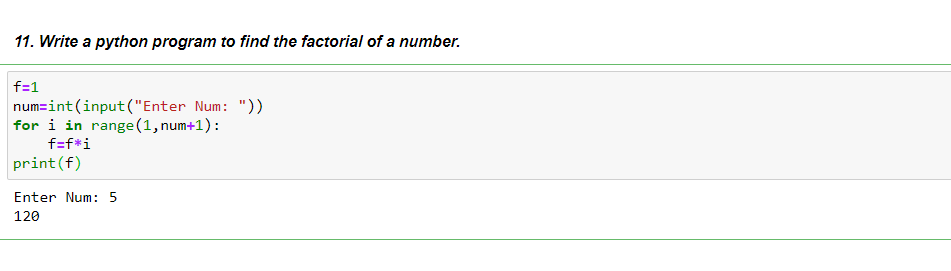 11. Write a python program to find the factorial of a number.
f=1
num=int(input("Enter Num: "))
for i in range(1,num+1):
    f=f*i
print(f)
Enter Num: 5
120